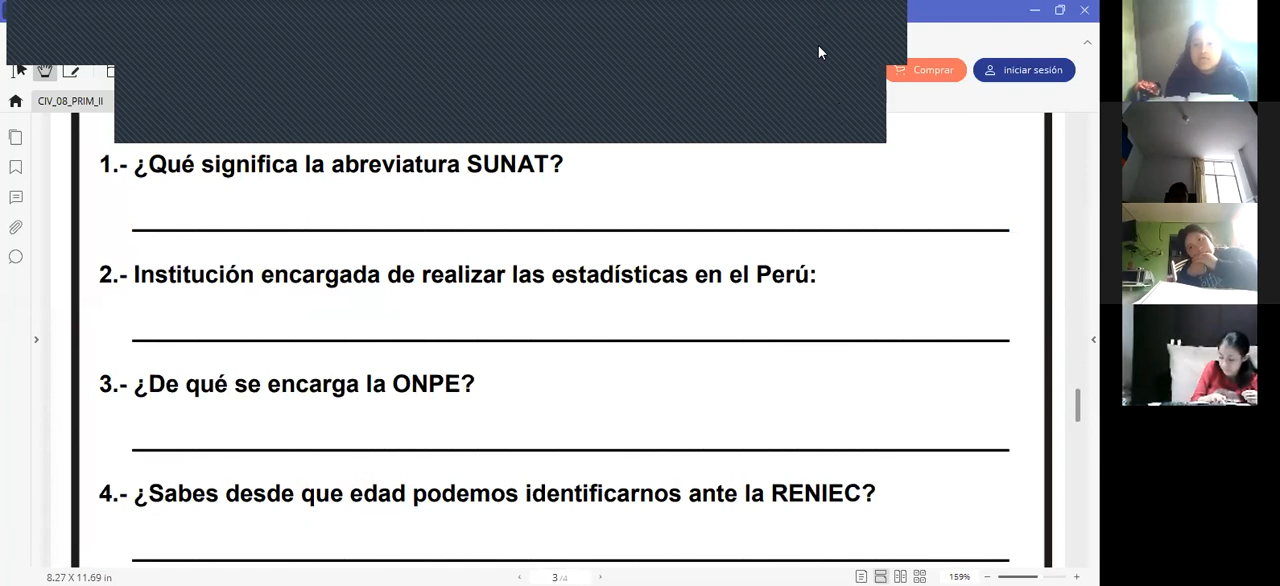 Comprar
iniciar sesión
CIV_08_PRIM_II
1.- ¿Qué significa la abreviatura SUNAT?
2.- Institución encargada de realizar las estadísticas en el Perú:
3.- ¿De qué se encarga la ONPE?
4.- ¿Sabes desde que edad podemos identificarnos ante la RENIEC?
8.27 X 11.69 in
3/4
159%